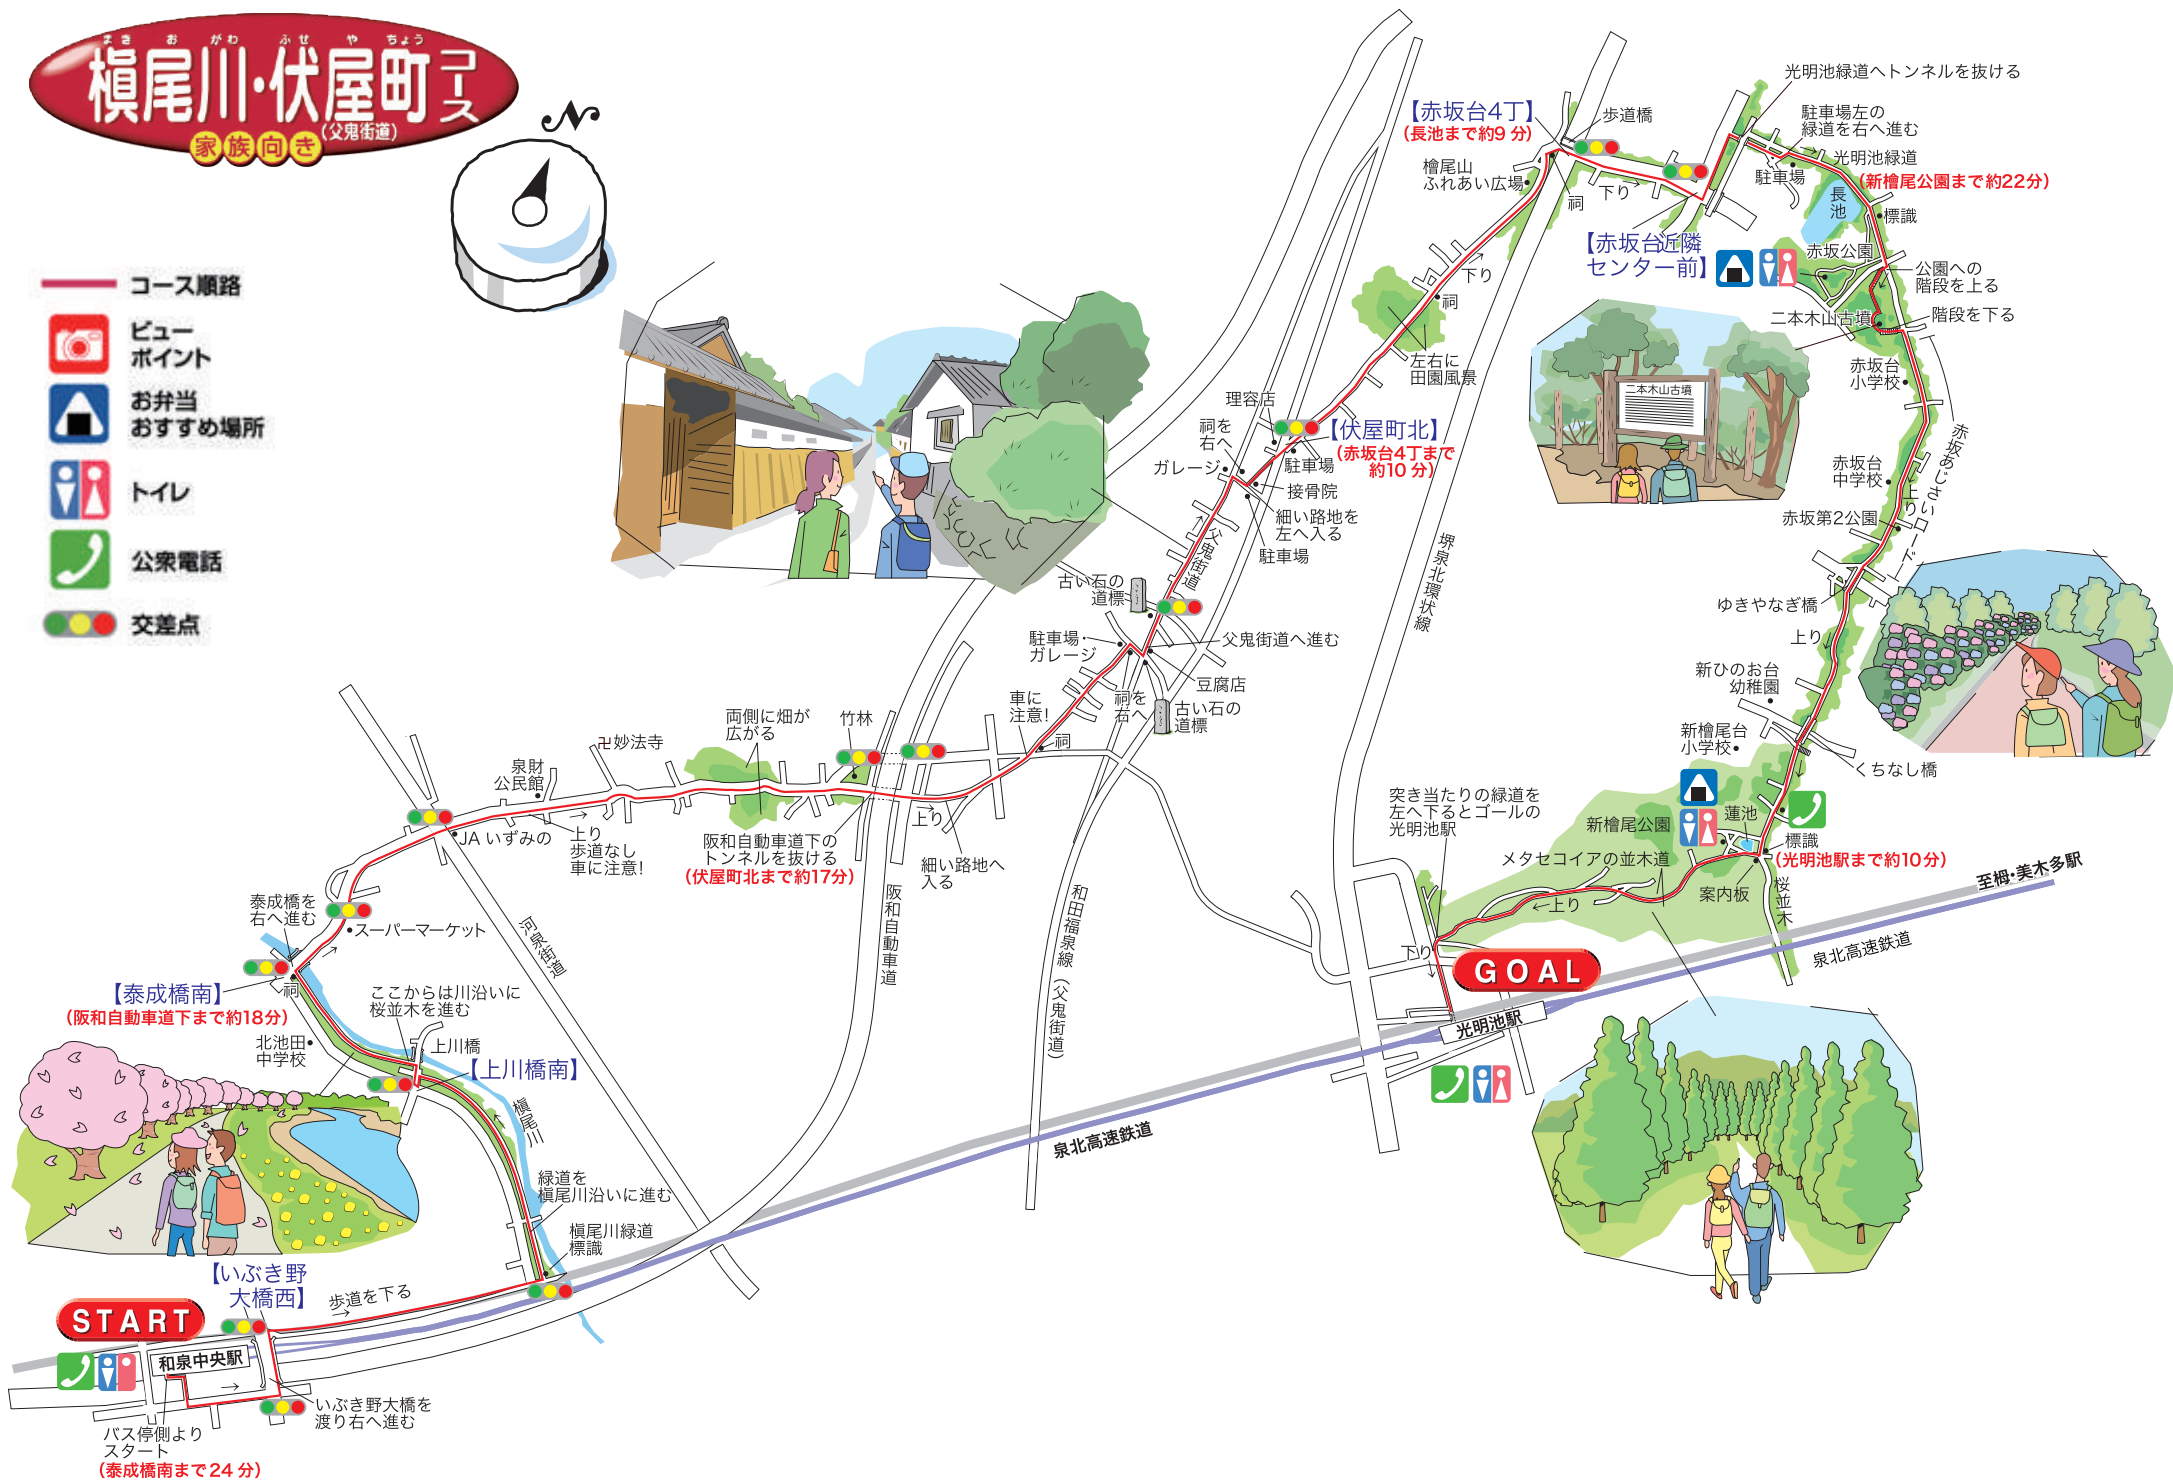 まき お がわ ふせ や ちょう
槇尾川・伏屋町コース
(父鬼街道)
家族向き
N
コース順路
ビュー
ポイント
お弁当
おすすめ場所
トイレ
公衆電話
交差点
START
和泉中央駅
バス停側より
スタート
(泰成橋南まで24分)
いぶき野大橋を
渡り右へ進む
【いぶき野
大橋西】
歩道を下る
槇尾川緑道
標識
緑道を
槇尾川沿いに進む
槇尾川
【上川橋南】
上川橋
ここからは川沿いに
桜並木を進む
北池田
中学校
祠
【泰成橋南】
(阪和自動車道下まで約18分)
泰成橋を
右へ進む
スーパーマーケット
河泉街道
JAいずみの
上り
歩道なし
車に注意!
泉財
公民館
卍妙法寺
両側に畑が
広がる
竹林
阪和自動車道下の
トンネルを抜ける
(伏屋町北まで約17分)
阪和自動車道
上り
細い路地へ
入る
祠
車に
注意!
駐車場・
ガレージ
祠を
右へ
古い石の
道標
豆腐店
父鬼街道へ進む
古い石の
道標
父鬼街道
和田福泉線(父鬼街道)
駐車場
細い路地を
左へ入る
接骨院
駐車場
ガレージ
祠を
右へ
理容店
【伏屋町北】
(赤坂台4丁まで
約10分)
左右に
田園風景
祠
下り
堺泉北環状線
檜尾山
ふれあい広場
祠
【赤坂台4丁】
(長池まで約9分)
歩道橋
下り
【赤坂台近隣
センター前】
光明池緑道へトンネルを抜ける
駐車場左の
緑道を右へ進む
光明池緑道
駐車場
(新檜尾公園まで約22分)
長池
標識
赤坂公園
公園への
階段を上る
二本木山古墳
階段を下る
二本木山古墳
赤坂台
小学校
赤坂あじさいロード
赤坂台
中学校
上り
赤坂第2公園
ゆきやなぎ橋
上り
新ひのお台
幼稚園
新檜尾台
小学校
くちなし橋
蓮池
新檜尾公園
標識
(光明池駅まで約10分)
案内板
桜並木
メタセコイアの並木道
上り
突き当たりの緑道を
左へ下るとゴールの
光明池駅
下り
GOAL
光明池駅
至栂・美木多駅
泉北高速鉄道
泉北高速鉄道